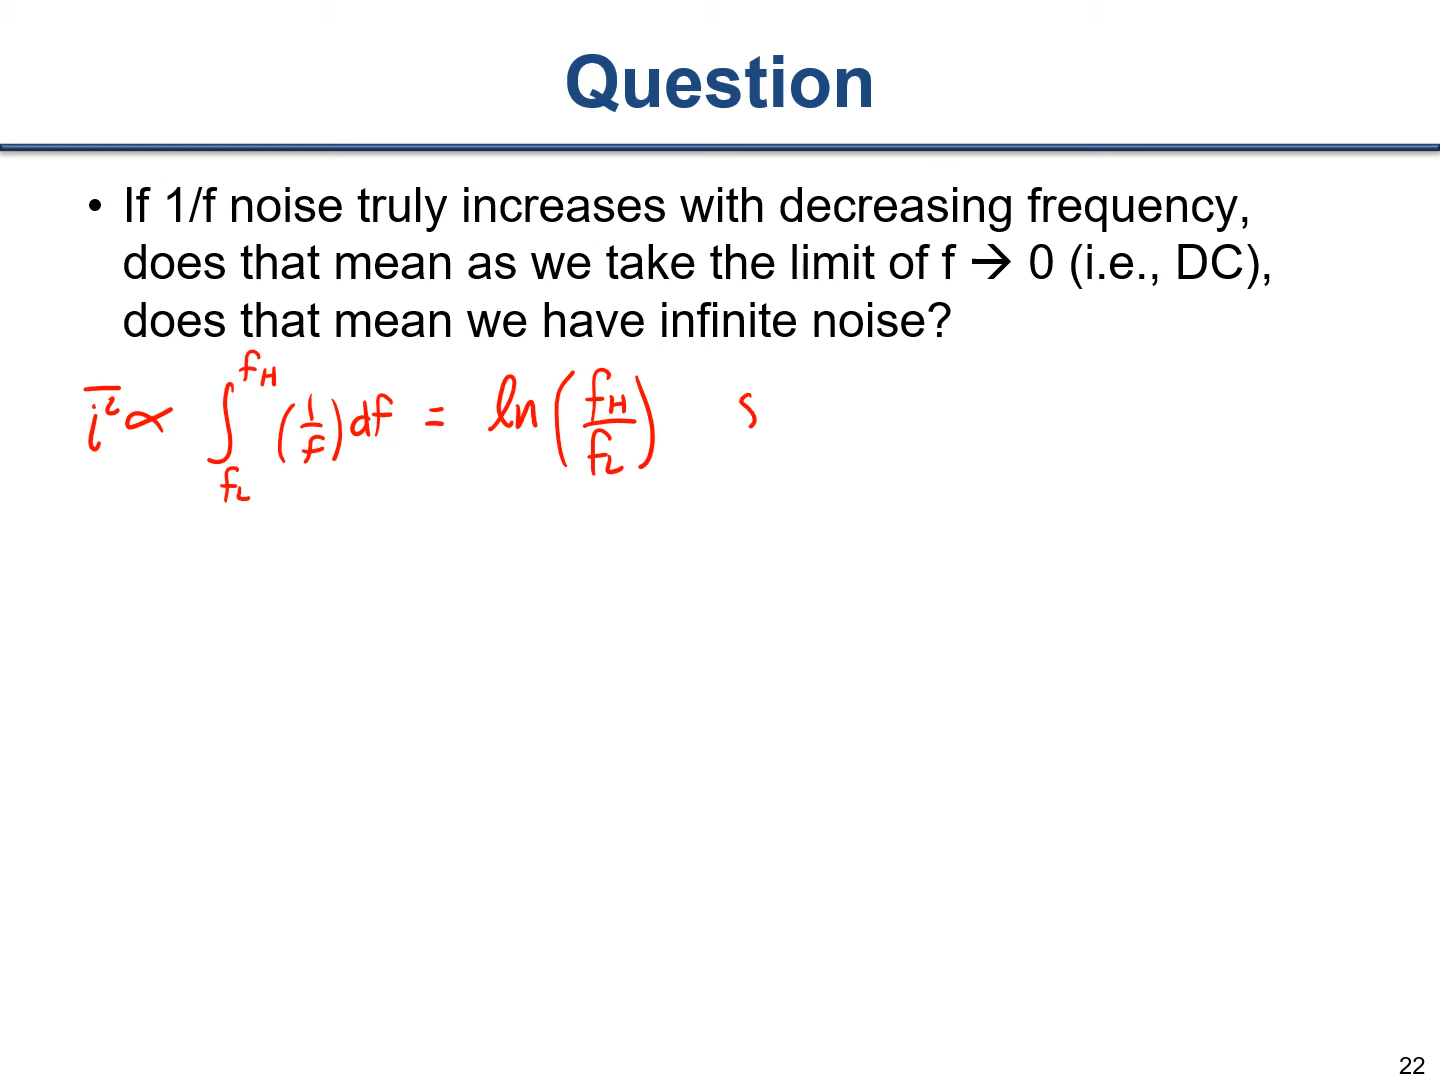 Question
• If 1/f noise truly increases with decreasing frequency,
does that mean as we take the limit of f → 0 (i.e., DC),
does that mean we have infinite noise?
i̅² ∝ ∫_{fL}^{fH} (1/f) df = ln(fH/fL) s
22